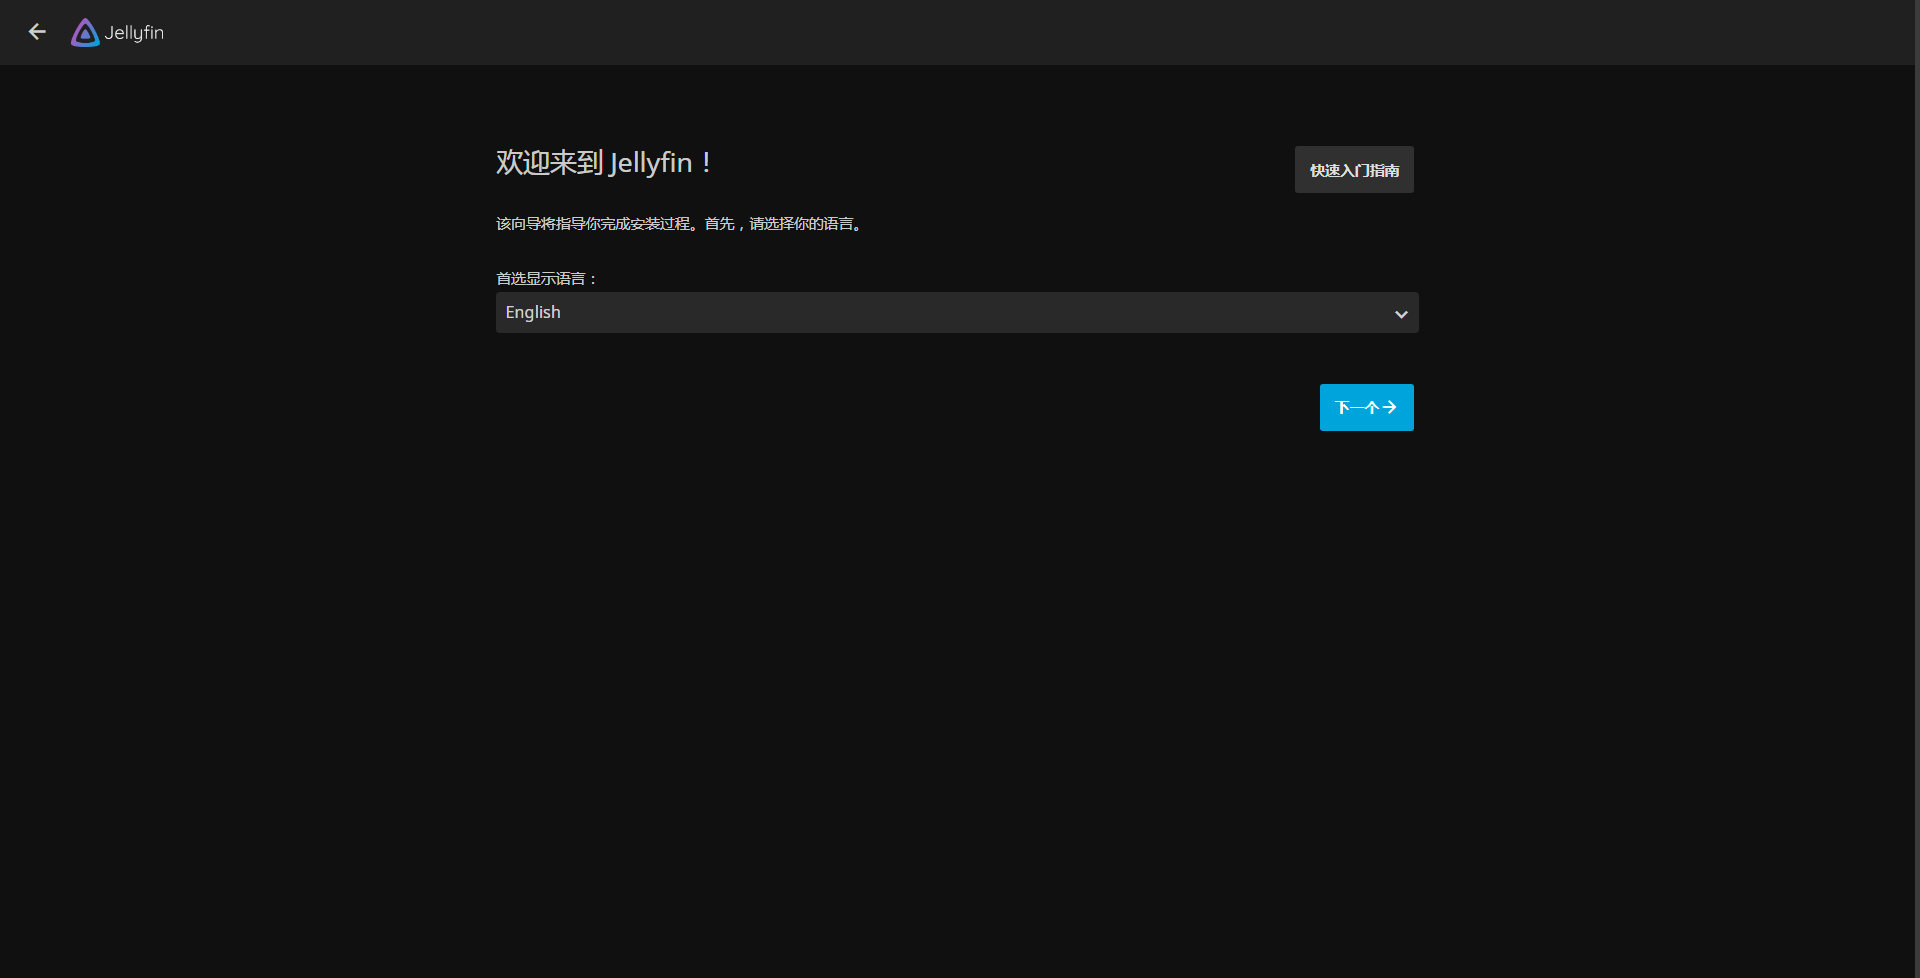 Jellyfin
欢迎来到 Jellyfin！
快速入门指南
该向导将指导你完成安装过程。首先，请选择你的语言。
首选显示语言：
English
下一个